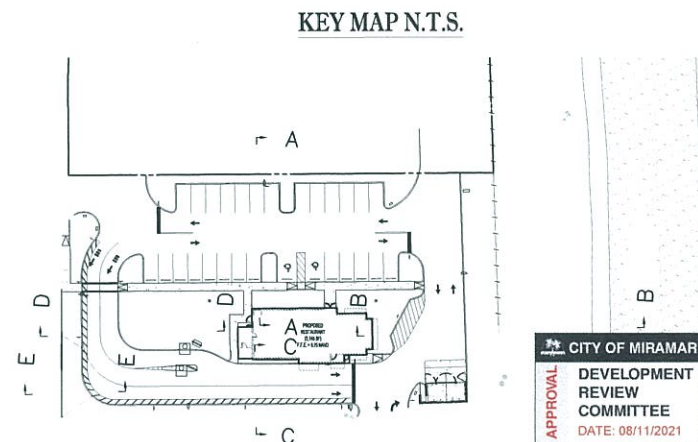 KEY MAP N.T.S.
A
D
D
B
B
A
PROPOSED
RESTAURANT
E
E
C
C
CITY OF MIRAMAR
APPROVAL
DEVELOPMENT
REVIEW
COMMITTEE
DATE: 08/11/2021